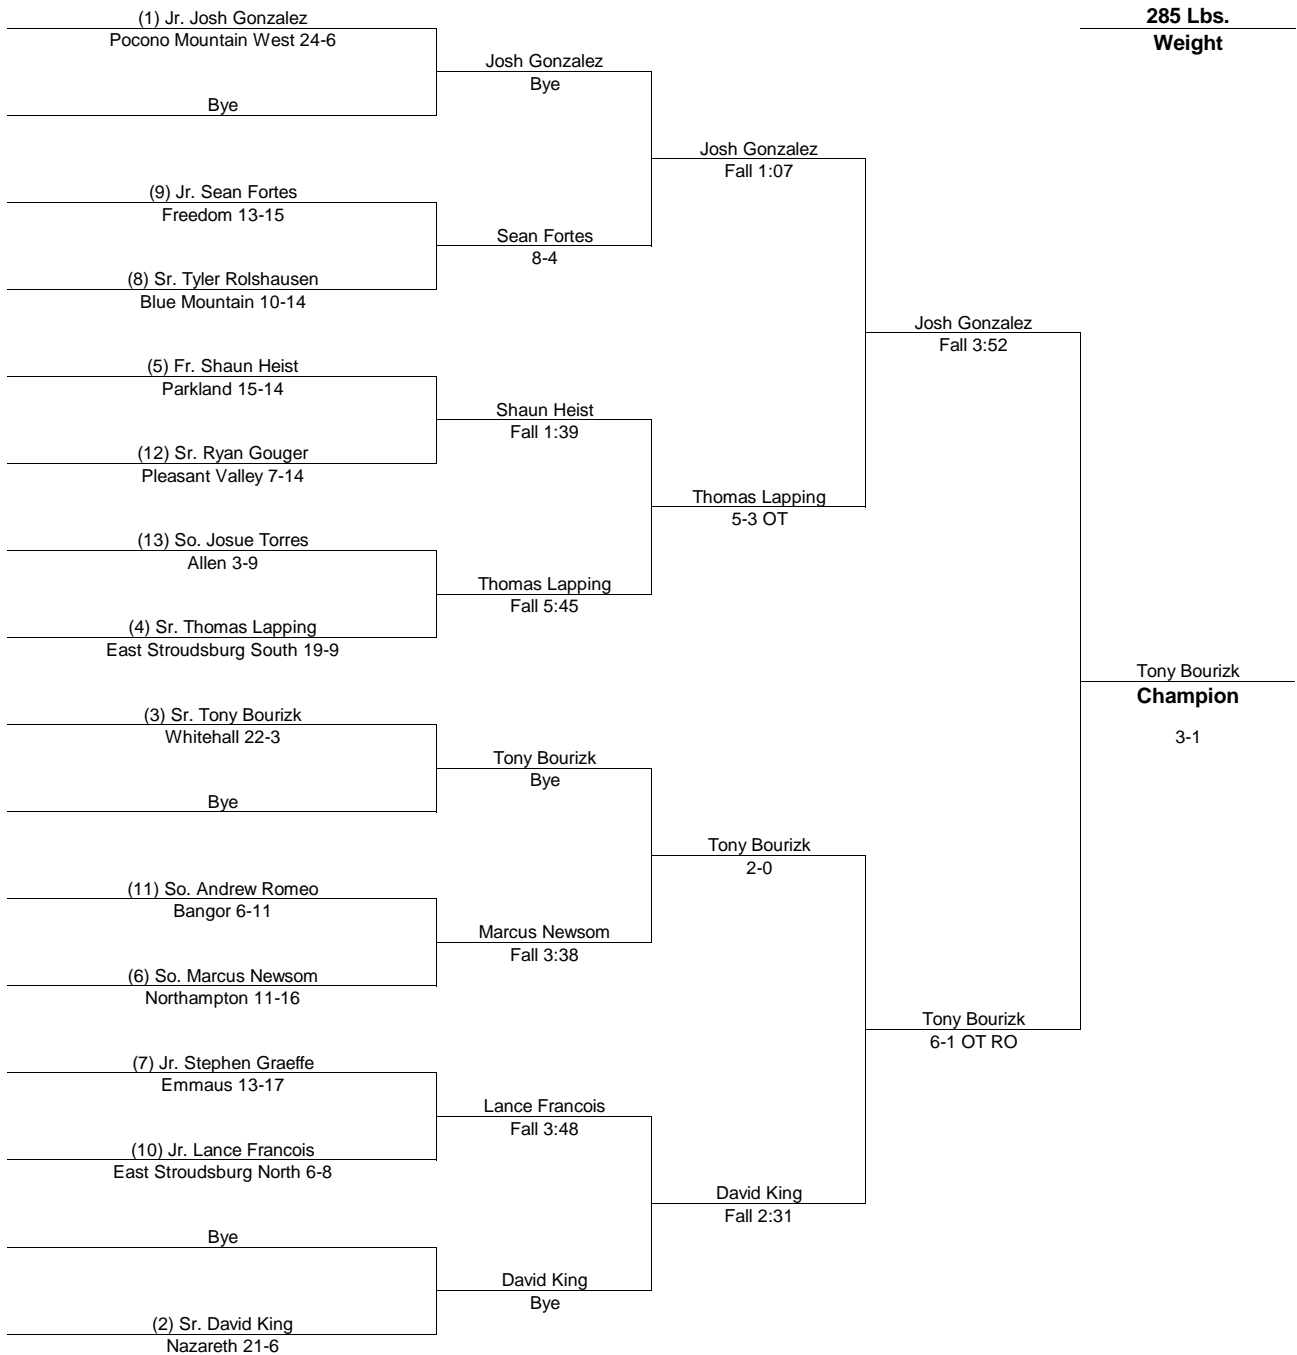 285 Lbs.
Weight
(1) Jr. Josh Gonzalez
Pocono Mountain West 24-6
Bye
(9) Jr. Sean Fortes
Freedom 13-15
(8) Sr. Tyler Rolshausen
Blue Mountain 10-14
(5) Fr. Shaun Heist
Parkland 15-14
(12) Sr. Ryan Gouger
Pleasant Valley 7-14
(13) So. Josue Torres
Allen 3-9
(4) Sr. Thomas Lapping
East Stroudsburg South 19-9
(3) Sr. Tony Bourizk
Whitehall 22-3
Bye
(11) So. Andrew Romeo
Bangor 6-11
(6) So. Marcus Newsom
Northampton 11-16
(7) Jr. Stephen Graeffe
Emmaus 13-17
(10) Jr. Lance Francois
East Stroudsburg North 6-8
Bye
(2) Sr. David King
Nazareth 21-6
Josh Gonzalez
Bye
Sean Fortes
8-4
Shaun Heist
Fall 1:39
Thomas Lapping
Fall 5:45
Tony Bourizk
Bye
Marcus Newsom
Fall 3:38
Lance Francois
Fall 3:48
David King
Bye
Josh Gonzalez
Fall 1:07
Thomas Lapping
5-3 OT
Tony Bourizk
2-0
David King
Fall 2:31
Josh Gonzalez
Fall 3:52
Tony Bourizk
6-1 OT RO
Tony Bourizk
Champion
3-1